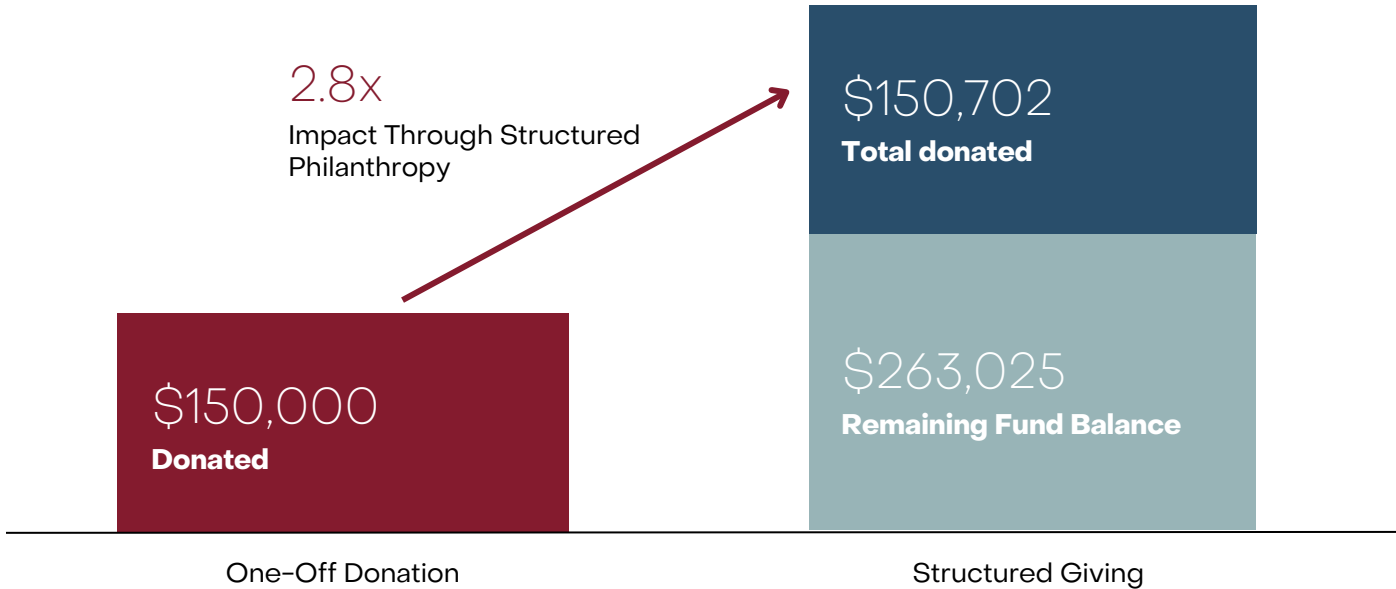 2.8x
Impact Through Structured
Philanthropy
$150,702
Total donated
$263,025
Remaining Fund Balance
$150,000
Donated
One-Off Donation
Structured Giving